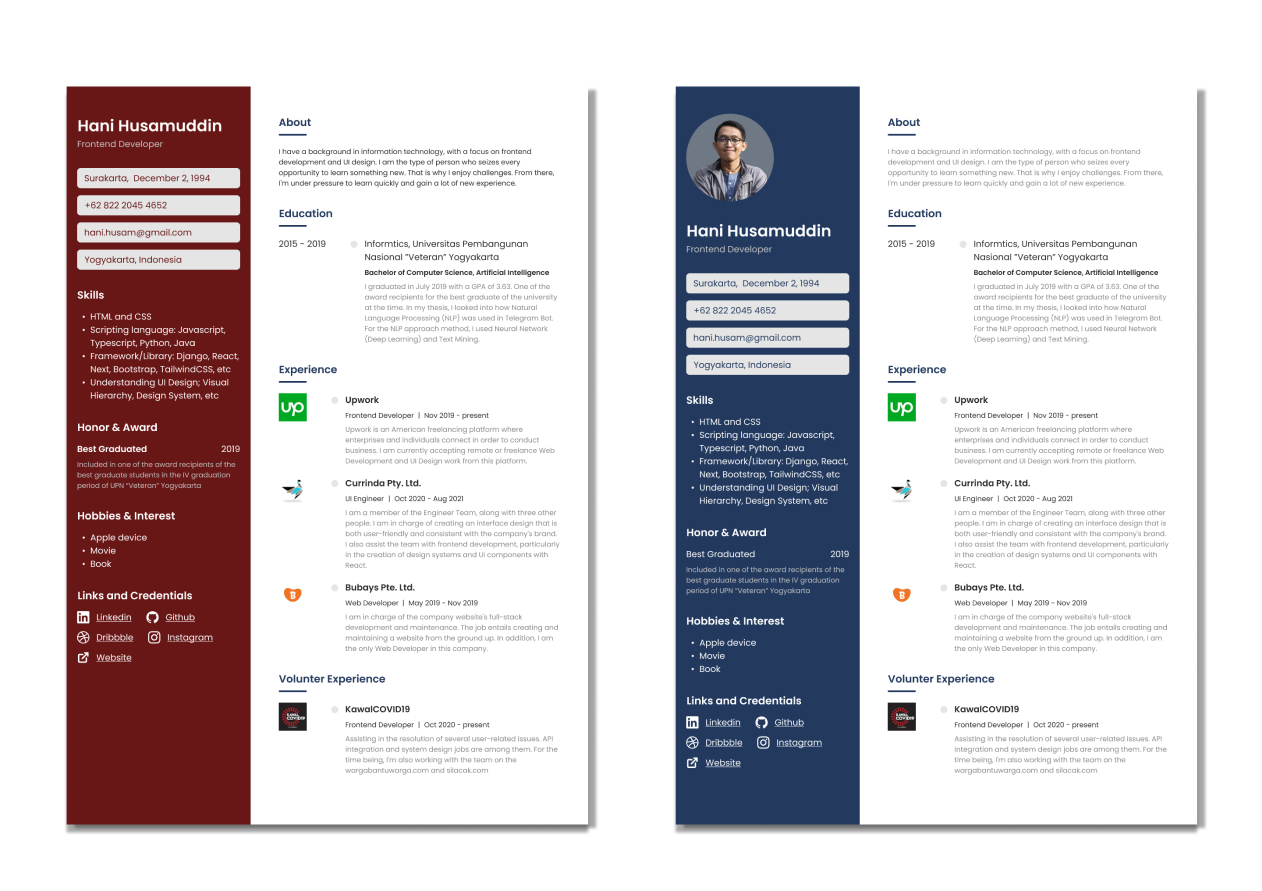 Hani Husamuddin
Frontend Developer
Surakarta,  December 2, 1994
+62 822 2045 4652
hani.husam@gmail.com
Yogyakarta, Indonesia
Skills
• HTML and CSS
• Scripting language: Javascript,
Typescript, Python, Java
• Framework/Library: Django, React,
Next, Bootstrap, TailwindCSS, etc
• Understanding UI Design; Visual
Hierarchy, Design System, etc
Honor & Award
Best Graduated 2019
Included in one of the award recipients of the
best graduate students in the IV graduation
period of UPN "Veteran" Yogyakarta
Hobbies & Interest
• Apple device
• Movie
• Book
Links and Credentials
Linkedin Github
Dribbble Instagram
Website
About
I have a background in information technology, with a focus on frontend
development and UI design. I am the type of person who seizes every
opportunity to learn something new. That is why I enjoy challenges. From there,
I'm under pressure to learn quickly and gain a lot of new experience.
Education
2015 - 2019 Informtics, Universitas Pembangunan
Nasional "Veteran" Yogyakarta
Bachelor of Computer Science, Artificial Intelligence
I graduated in July 2019 with a GPA of 3.63. One of the
award recipients for the best graduate of the university
at the time. In my thesis, I looked into how Natural
Language Processing (NLP) was used in Telegram Bot.
For the NLP approach method, I used Neural Network
(Deep Learning) and Text Mining.
Experience
up
Upwork
Frontend Developer | Nov 2019 - present
Upwork is an American freelancing platform where
enterprises and individuals connect in order to conduct
business. I am currently accepting remote or freelance Web
Development and UI Design work from this platform.
Currinda Pty. Ltd.
UI Engineer | Oct 2020 - Aug 2021
I am a member of the Engineer Team, along with three other
people. I am in charge of creating an interface design that is
both user-friendly and consistent with the company's brand.
I also assist the team with frontend development, particularly
in the creation of design systems and UI components with
React.
Bubays Pte. Ltd.
Web Developer | May 2019 - Nov 2019
I am in charge of the company website's full-stack
development and maintenance. The job entails creating and
maintaining a website from the ground up. In addition, I am
the only Web Developer in this company.
Volunter Experience
KAWAL
COVID19
KawalCOVID19
Frontend Developer | Oct 2020 - present
Assisting in the resolution of several user-related issues. API
integration and system design jobs are among them. For the
time being, I'm also working with the team on the
wargabantuwarga.com and silacak.com
Hani Husamuddin
Frontend Developer
Surakarta,  December 2, 1994
+62 822 2045 4652
hani.husam@gmail.com
Yogyakarta, Indonesia
Skills
• HTML and CSS
• Scripting language: Javascript,
Typescript, Python, Java
• Framework/Library: Django, React,
Next, Bootstrap, TailwindCSS, etc
• Understanding UI Design; Visual
Hierarchy, Design System, etc
Honor & Award
Best Graduated 2019
Included in one of the award recipients of the
best graduate students in the IV graduation
period of UPN "Veteran" Yogyakarta
Hobbies & Interest
• Apple device
• Movie
• Book
Links and Credentials
Linkedin Github
Dribbble Instagram
Website
About
I have a background in information technology, with a focus on frontend
development and UI design. I am the type of person who seizes every
opportunity to learn something new. That is why I enjoy challenges. From there,
I'm under pressure to learn quickly and gain a lot of new experience.
Education
2015 - 2019 Informtics, Universitas Pembangunan
Nasional "Veteran" Yogyakarta
Bachelor of Computer Science, Artificial Intelligence
I graduated in July 2019 with a GPA of 3.63. One of the
award recipients for the best graduate of the university
at the time. In my thesis, I looked into how Natural
Language Processing (NLP) was used in Telegram Bot.
For the NLP approach method, I used Neural Network
(Deep Learning) and Text Mining.
Experience
up
Upwork
Frontend Developer | Nov 2019 - present
Upwork is an American freelancing platform where
enterprises and individuals connect in order to conduct
business. I am currently accepting remote or freelance Web
Development and UI Design work from this platform.
Currinda Pty. Ltd.
UI Engineer | Oct 2020 - Aug 2021
I am a member of the Engineer Team, along with three other
people. I am in charge of creating an interface design that is
both user-friendly and consistent with the company's brand.
I also assist the team with frontend development, particularly
in the creation of design systems and UI components with
React.
Bubays Pte. Ltd.
Web Developer | May 2019 - Nov 2019
I am in charge of the company website's full-stack
development and maintenance. The job entails creating and
maintaining a website from the ground up. In addition, I am
the only Web Developer in this company.
Volunter Experience
KAWAL
COVID19
KawalCOVID19
Frontend Developer | Oct 2020 - present
Assisting in the resolution of several user-related issues. API
integration and system design jobs are among them. For the
time being, I'm also working with the team on the
wargabantuwarga.com and silacak.com